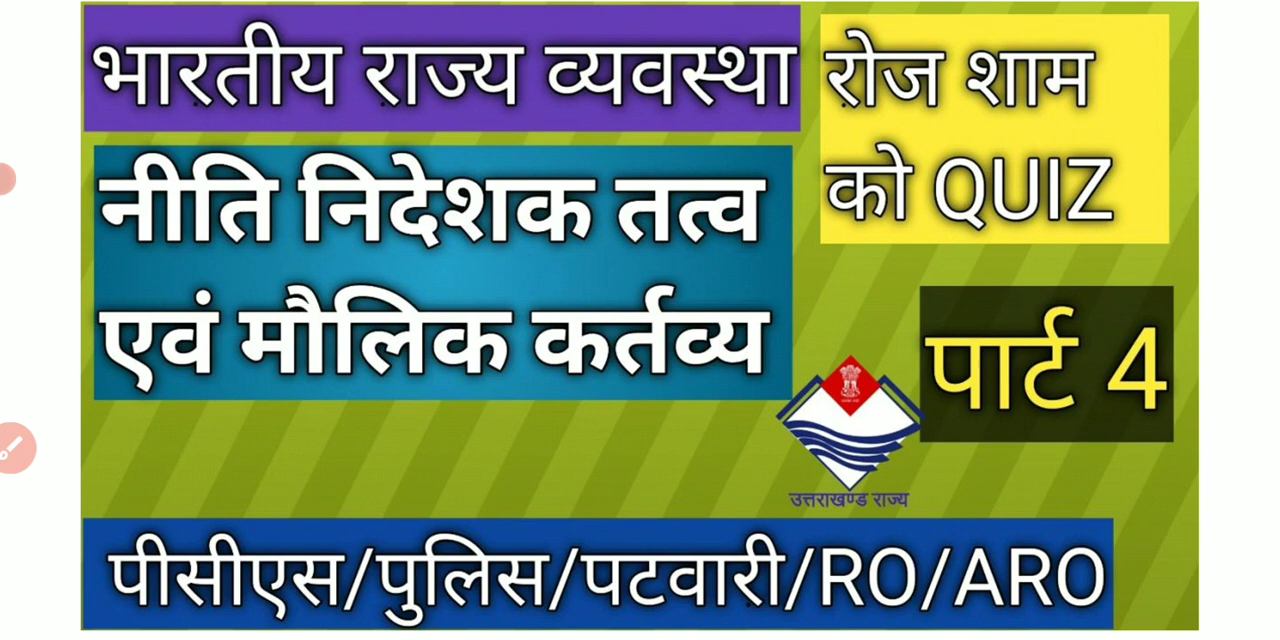 भारतीय राज्य व्यवस्था
रोज शाम
को QUIZ
नीति निदेशक तत्व
एवं मौलिक कर्तव्य
पार्ट 4
उत्तराखण्ड राज्य
पीसीएस/पुलिस/पटवारी/RO/ARO